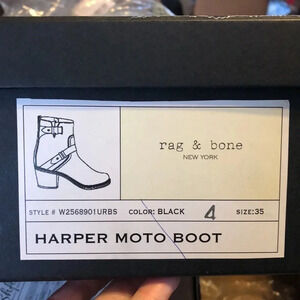 rag & bone
NEW YORK
STYLE # W2568901URBS COLOR: BLACK 4 SIZE:35
HARPER MOTO BOOT